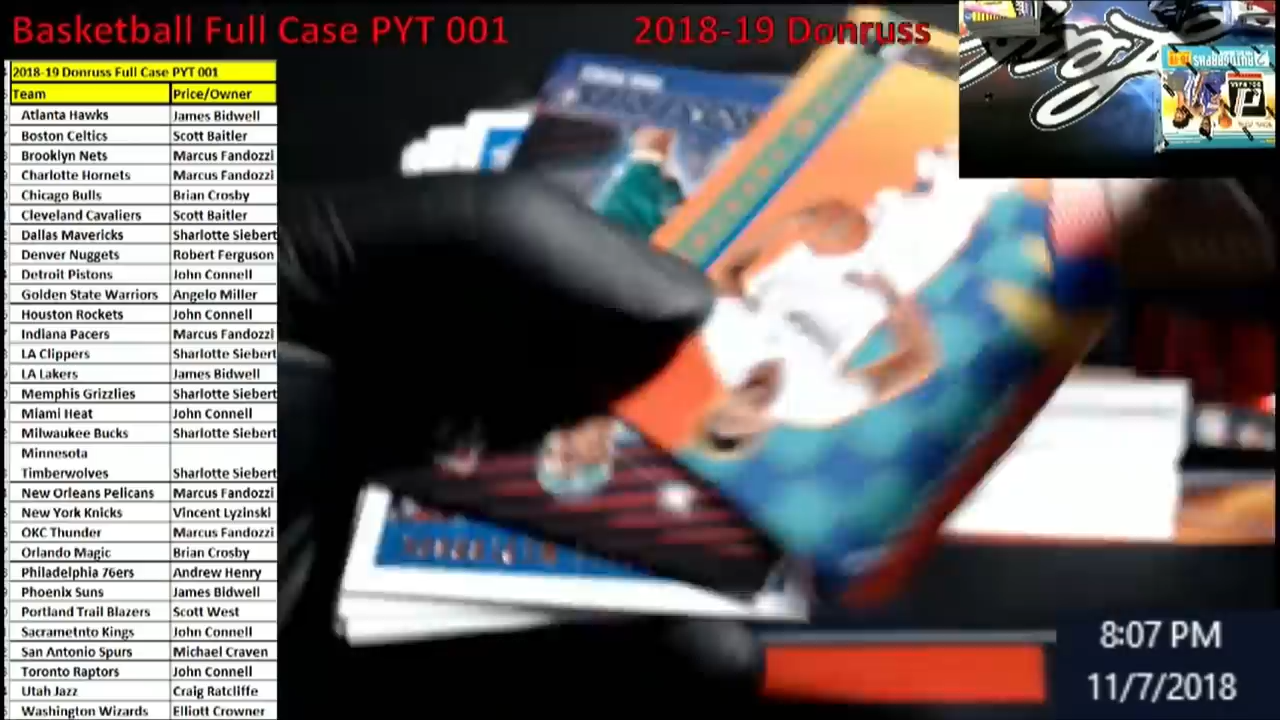 Basketball Full Case PYT 001 2018-19 Donruss
2018-19 Donruss Full Case PYT 001
Team Price/Owner
Atlanta Hawks James Bidwell
Boston Celtics Scott Baitler
Brooklyn Nets Marcus Fandozzi
Charlotte Hornets Marcus Fandozzi
Chicago Bulls Brian Crosby
Cleveland Cavaliers Scott Baitler
Dallas Mavericks Sharlotte Siebert
Denver Nuggets Robert Ferguson
Detroit Pistons John Connell
Golden State Warriors Angelo Miller
Houston Rockets John Connell
Indiana Pacers Marcus Fandozzi
LA Clippers Sharlotte Siebert
LA Lakers James Bidwell
Memphis Grizzlies Sharlotte Siebert
Miami Heat John Connell
Milwaukee Bucks Sharlotte Siebert
Minnesota
Timberwolves Sharlotte Siebert
New Orleans Pelicans Marcus Fandozzi
New York Knicks Vincent Lyzinski
OKC Thunder Marcus Fandozzi
Orlando Magic Brian Crosby
Philadelphia 76ers Andrew Henry
Phoenix Suns James Bidwell
Portland Trail Blazers Scott West
Sacrametnto Kings John Connell
San Antonio Spurs Michael Craven
Toronto Raptors John Connell
Utah Jazz Craig Ratcliffe
Washington Wizards Elliott Crowner
8:07 PM
11/7/2018